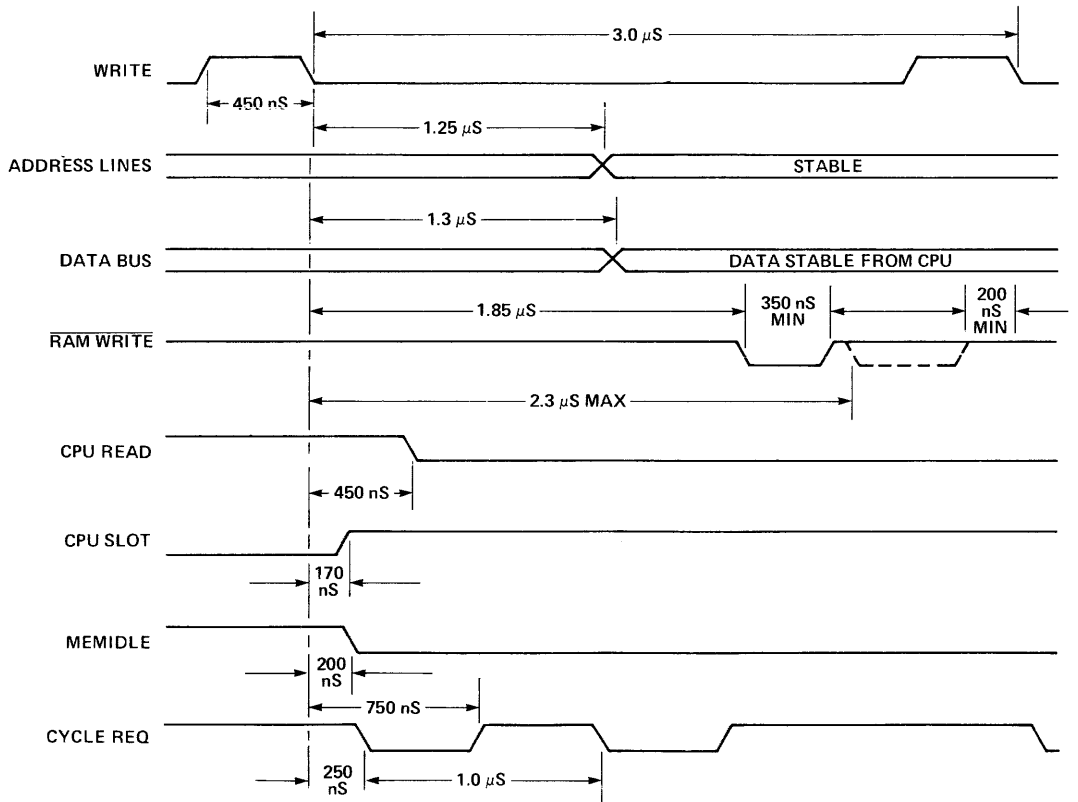 3.0 μS
WRITE
450 nS
1.25 μS
ADDRESS LINES
STABLE
1.3 μS
DATA BUS
DATA STABLE FROM CPU
1.85 μS
350 nS
MIN
200
nS
MIN
RAM WRITE
2.3 μS MAX
CPU READ
450 nS
CPU SLOT
170
nS
MEMIDLE
200
nS
750 nS
CYCLE REQ
250
nS
1.0 μS